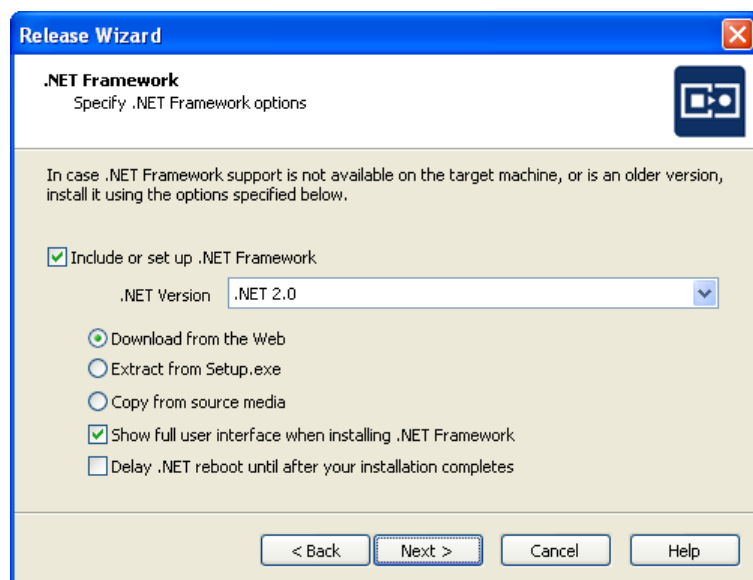 Release Wizard
.NET Framework
Specify .NET Framework options
In case .NET Framework support is not available on the target machine, or is an older version,
install it using the options specified below.
Include or set up .NET Framework
.NET Version .NET 2.0
Download from the Web
Extract from Setup.exe
Copy from source media
Show full user interface when installing .NET Framework
Delay .NET reboot until after your installation completes
< Back Next > Cancel Help